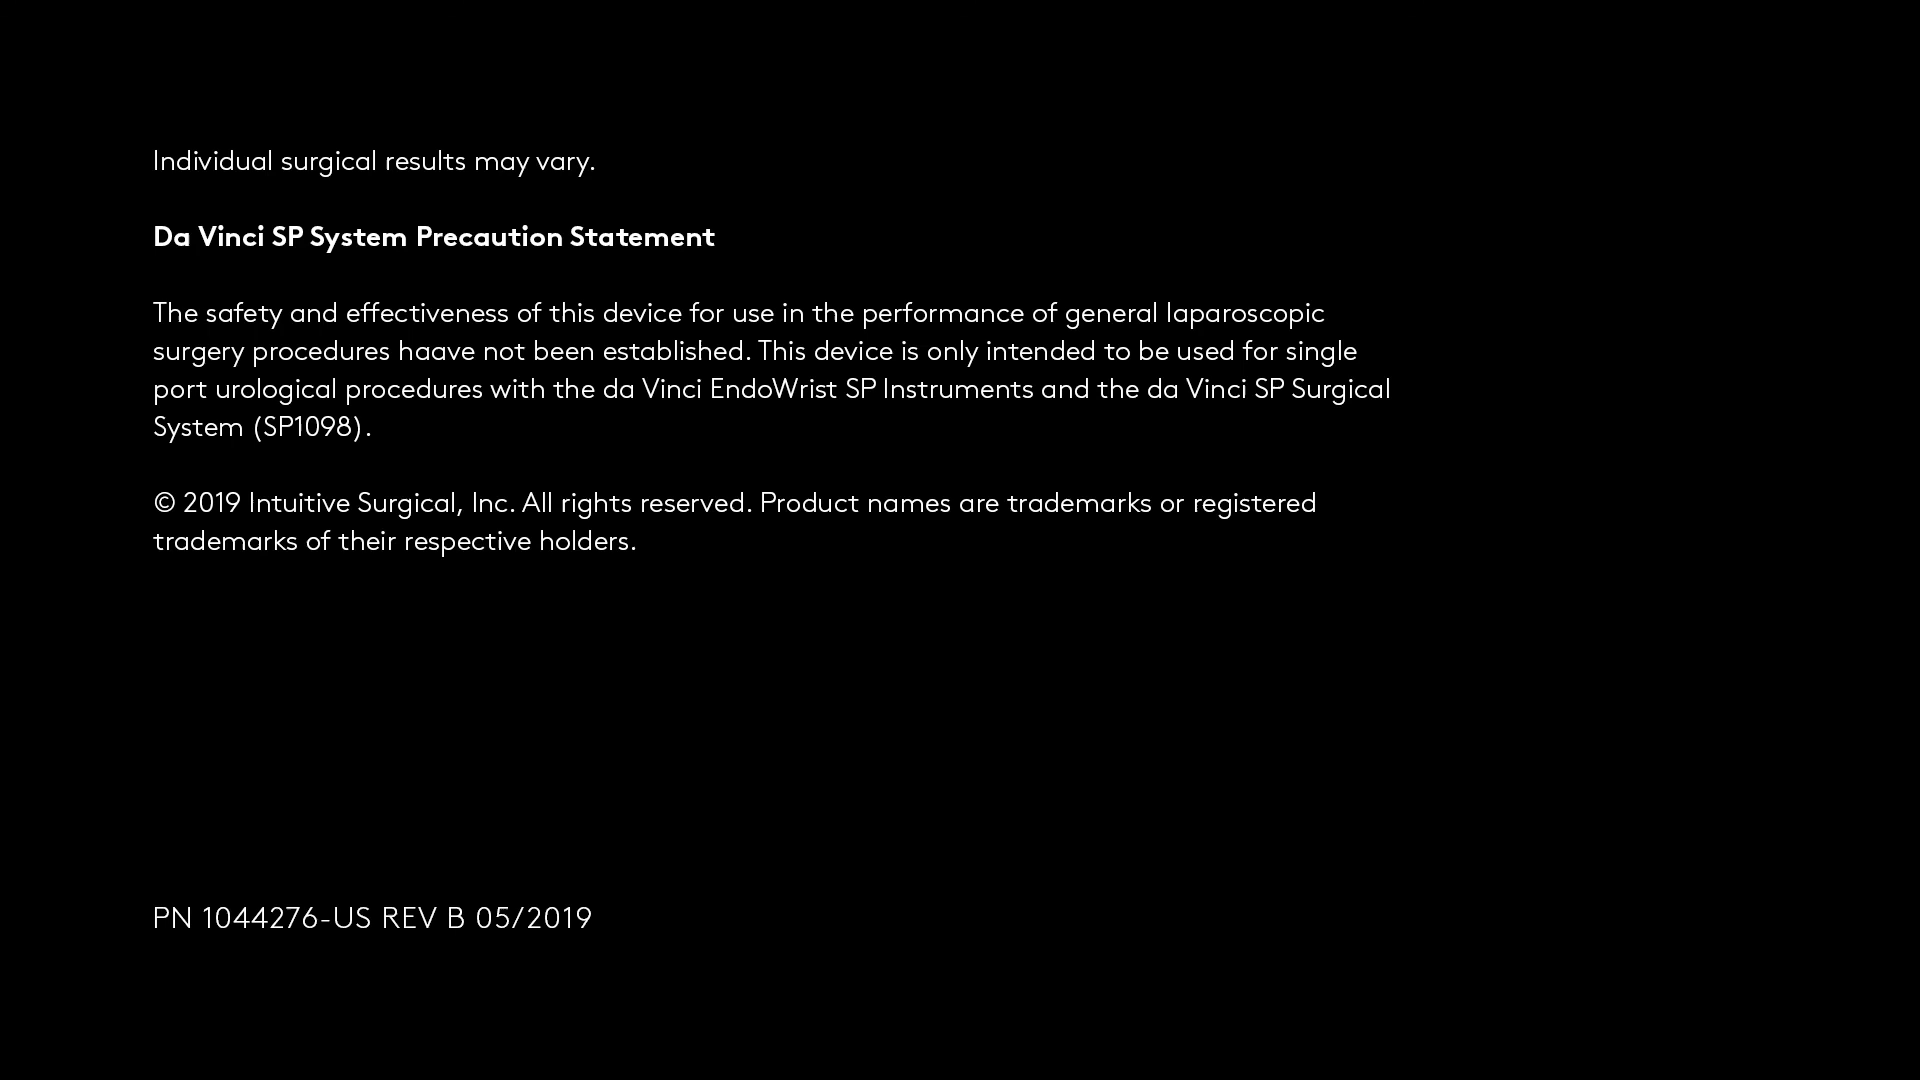 Individual surgical results may vary.
Da Vinci SP System Precaution Statement
The safety and effectiveness of this device for use in the performance of general laparoscopic
surgery procedures haave not been established. This device is only intended to be used for single
port urological procedures with the da Vinci EndoWrist SP Instruments and the da Vinci SP Surgical
System (SP1098).
© 2019 Intuitive Surgical, Inc. All rights reserved. Product names are trademarks or registered
trademarks of their respective holders.
PN 1044276-US REV B 05/2019